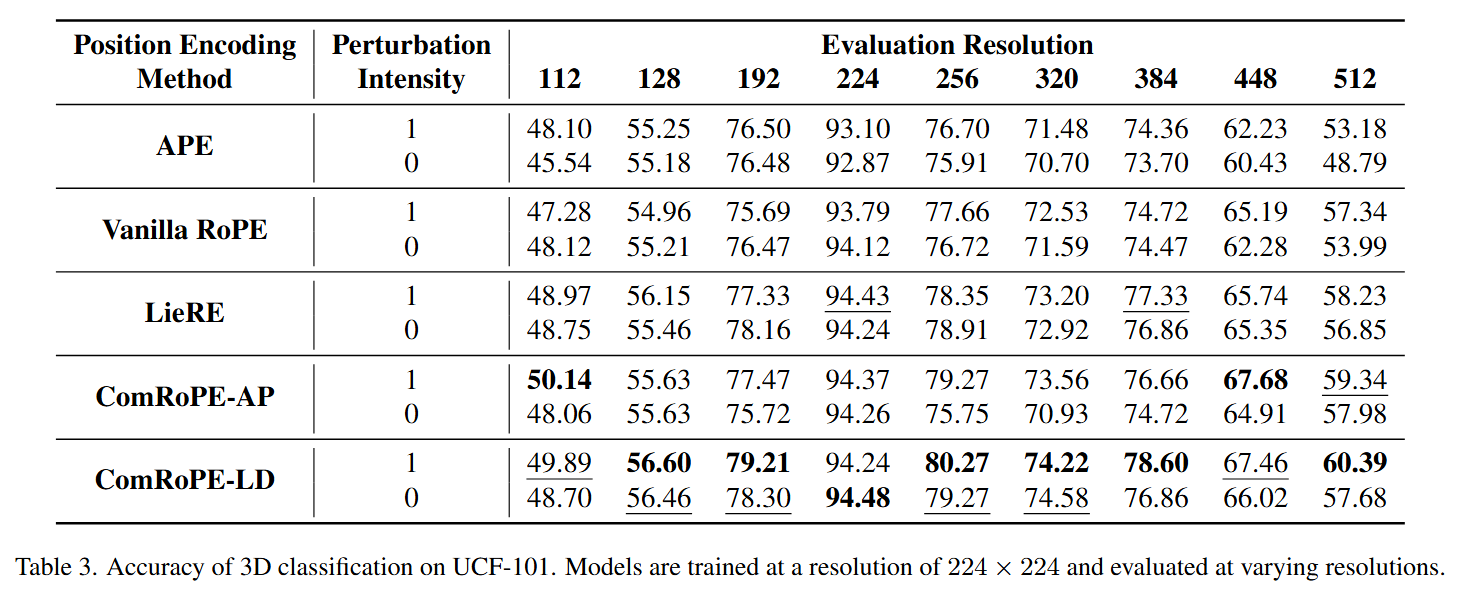 Position Encoding Perturbation Evaluation Resolution
Method Intensity 112 128 192 224 256 320 384 448 512
APE
1 48.10 55.25 76.50 93.10 76.70 71.48 74.36 62.23 53.18
0 45.54 55.18 76.48 92.87 75.91 70.70 73.70 60.43 48.79
Vanilla RoPE
1 47.28 54.96 75.69 93.79 77.66 72.53 74.72 65.19 57.34
0 48.12 55.21 76.47 94.12 76.72 71.59 74.47 62.28 53.99
LieRE
1 48.97 56.15 77.33 94.43 78.35 73.20 77.33 65.74 58.23
0 48.75 55.46 78.16 94.24 78.91 72.92 76.86 65.35 56.85
ComRoPE-AP
1 50.14 55.63 77.47 94.37 79.27 73.56 76.66 67.68 59.34
0 48.06 55.63 75.72 94.26 75.75 70.93 74.72 64.91 57.98
ComRoPE-LD
1 49.89 56.60 79.21 94.24 80.27 74.22 78.60 67.46 60.39
0 48.70 56.46 78.30 94.48 79.27 74.58 76.86 66.02 57.68
Table 3. Accuracy of 3D classification on UCF-101. Models are trained at a resolution of 224 × 224 and evaluated at varying resolutions.